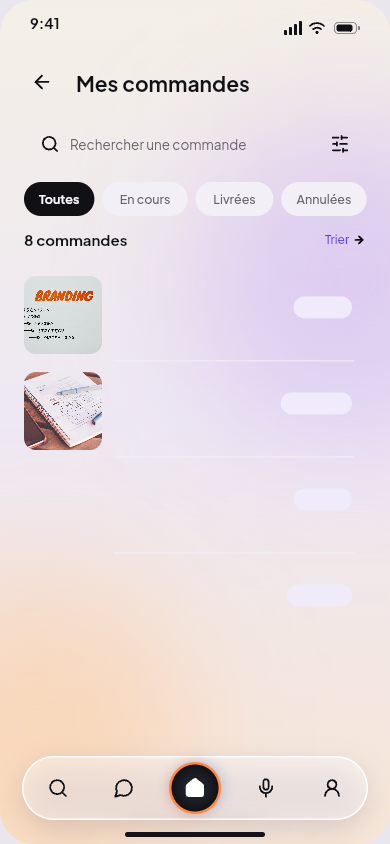 9:41
Mes commandes
Rechercher une commande
Toutes
En cours
Livrées
Annulées
8 commandes
Trier
BRANDING